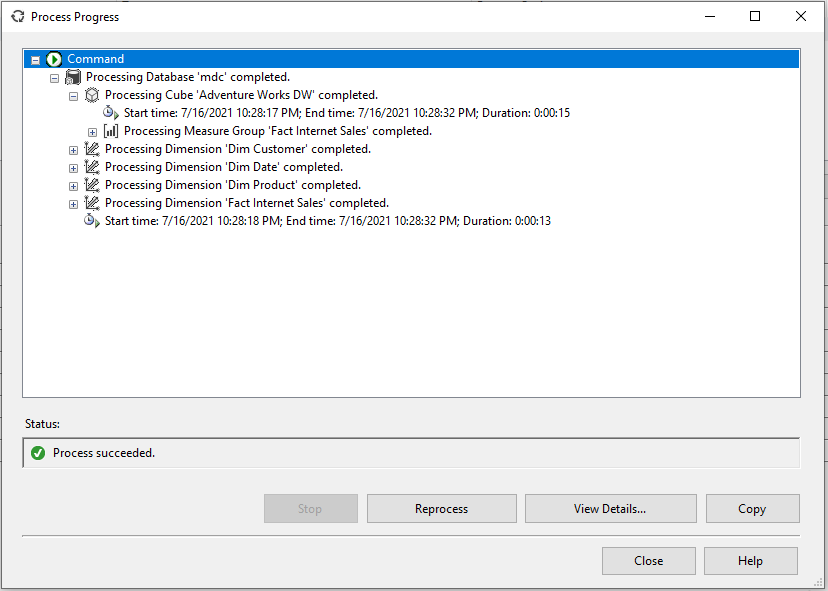 Process Progress
Command
Processing Database 'mdc' completed.
Processing Cube 'Adventure Works DW' completed.
Start time: 7/16/2021 10:28:17 PM; End time: 7/16/2021 10:28:32 PM; Duration: 0:00:15
Processing Measure Group 'Fact Internet Sales' completed.
Processing Dimension 'Dim Customer' completed.
Processing Dimension 'Dim Date' completed.
Processing Dimension 'Dim Product' completed.
Processing Dimension 'Fact Internet Sales' completed.
Start time: 7/16/2021 10:28:18 PM; End time: 7/16/2021 10:28:32 PM; Duration: 0:00:13
Status:
Process succeeded.
Stop Reprocess View Details... Copy
Close Help